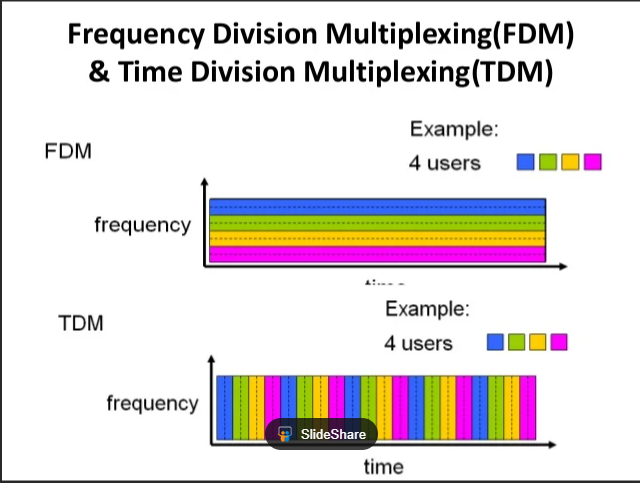 Frequency Division Multiplexing(FDM)
& Time Division Multiplexing(TDM)
Example:
FDM
4 users
frequency
Example:
TDM
4 users
frequency
SlideShare
time